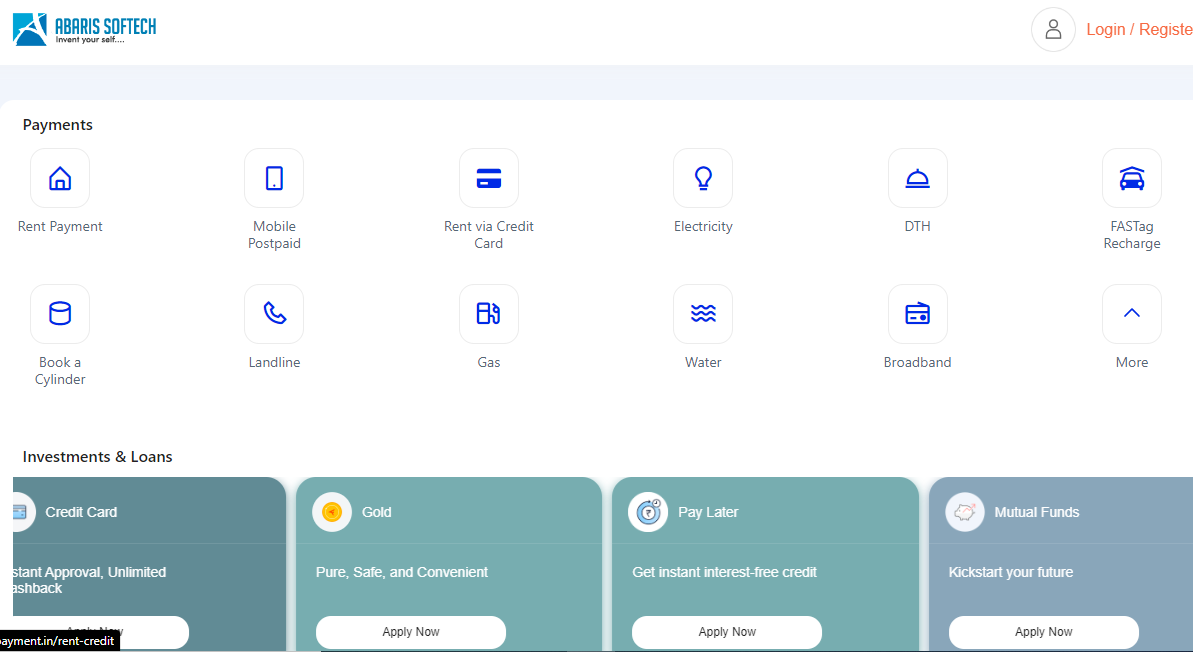 ABARIS SOFTECH
Invent your self....
Login / Registe
Payments
Rent Payment
Mobile
Postpaid
Rent via Credit
Card
Electricity
DTH
FASTag
Recharge
Book a
Cylinder
Landline
Gas
Water
Broadband
More
Investments & Loans
Credit Card
Gold
Pay Later
Mutual Funds
stant Approval, Unlimited
ashback
Pure, Safe, and Convenient
Get instant interest-free credit
Kickstart your future
Apply Now
Apply Now
Apply Now
Apply Now
payment.in/rent-credit